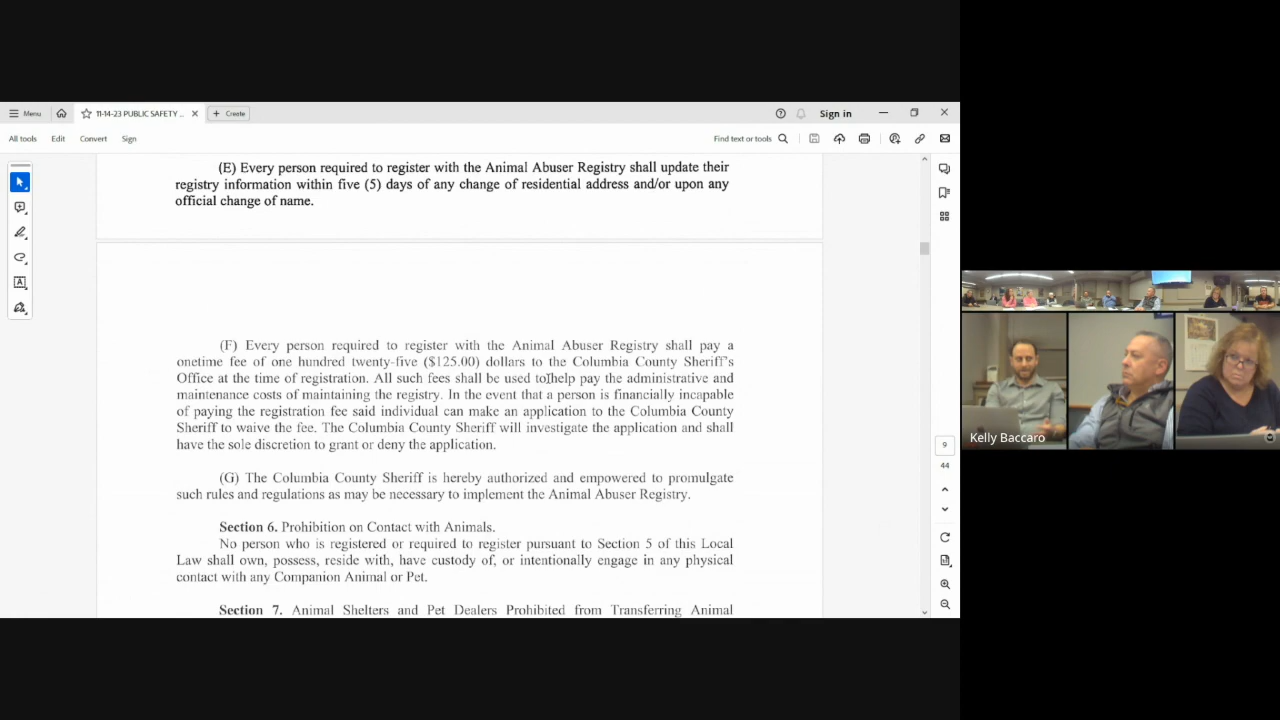 Menu
11-14-23 PUBLIC SAFETY ...
Create
Sign in
All tools
Edit
Convert
Sign
Find text or tools
(E) Every person required to register with the Animal Abuser Registry shall update their
registry information within five (5) days of any change of residential address and/or upon any
official change of name.
(F) Every person required to register with the Animal Abuser Registry shall pay a
onetime fee of one hundred twenty-five ($125.00) dollars to the Columbia County Sheriff's
Office at the time of registration. All such fees shall be used to help pay the administrative and
maintenance costs of maintaining the registry. In the event that a person is financially incapable
of paying the registration fee said individual can make an application to the Columbia County
Sheriff to waive the fee. The Columbia County Sheriff will investigate the application and shall
have the sole discretion to grant or deny the application.
(G) The Columbia County Sheriff is hereby authorized and empowered to promulgate
such rules and regulations as may be necessary to implement the Animal Abuser Registry.
Section 6. Prohibition on Contact with Animals.
No person who is registered or required to register pursuant to Section 5 of this Local
Law shall own, possess, reside with, have custody of, or intentionally engage in any physical
contact with any Companion Animal or Pet.
Section 7. Animal Shelters and Pet Dealers Prohibited from Transferring Animal
9
44
Kelly Baccaro